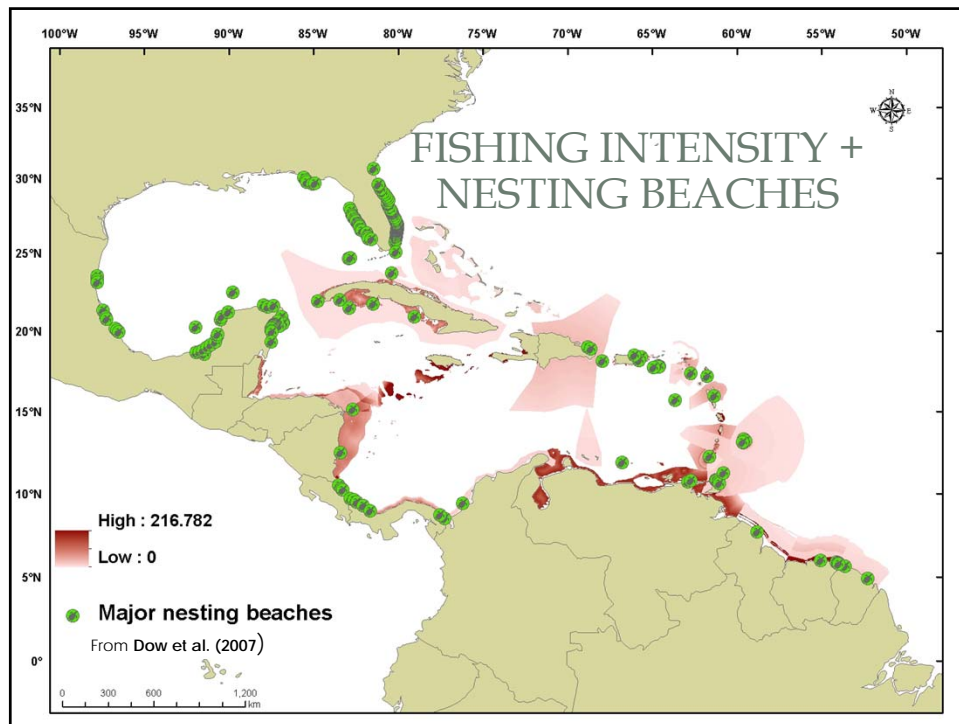 100°W 95°W 90°W 85°W 80°W 75°W 70°W 65°W 60°W 55°W 50°W
35°N
30°N
25°N
20°N
15°N
10°N
5°N
0°
N
W E
S
FISHING INTENSITY +
NESTING BEACHES
High : 216.782
Low : 0
Major nesting beaches
From Dow et al. (2007)
0 300 600 1,200
km